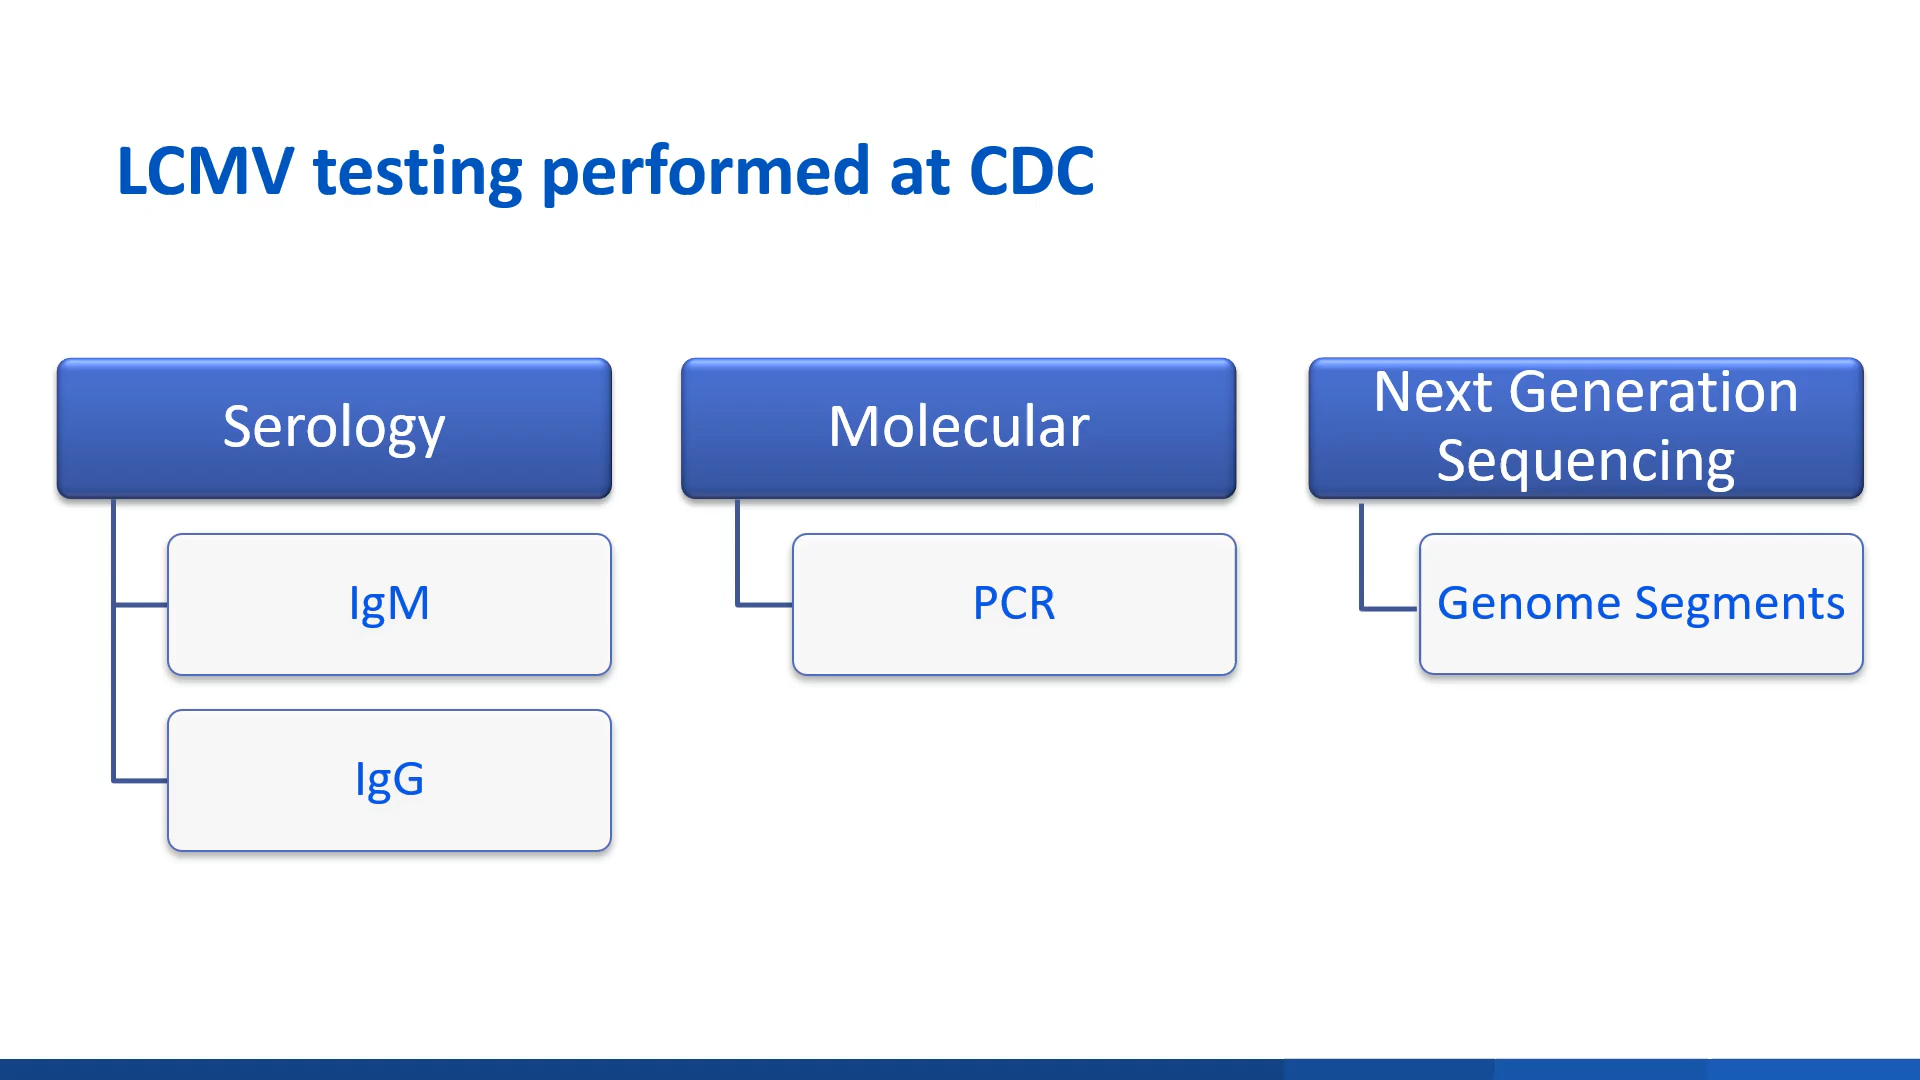 LCMV testing performed at CDC
Serology
IgM
IgG
Molecular
PCR
Next Generation
Sequencing
Genome Segments